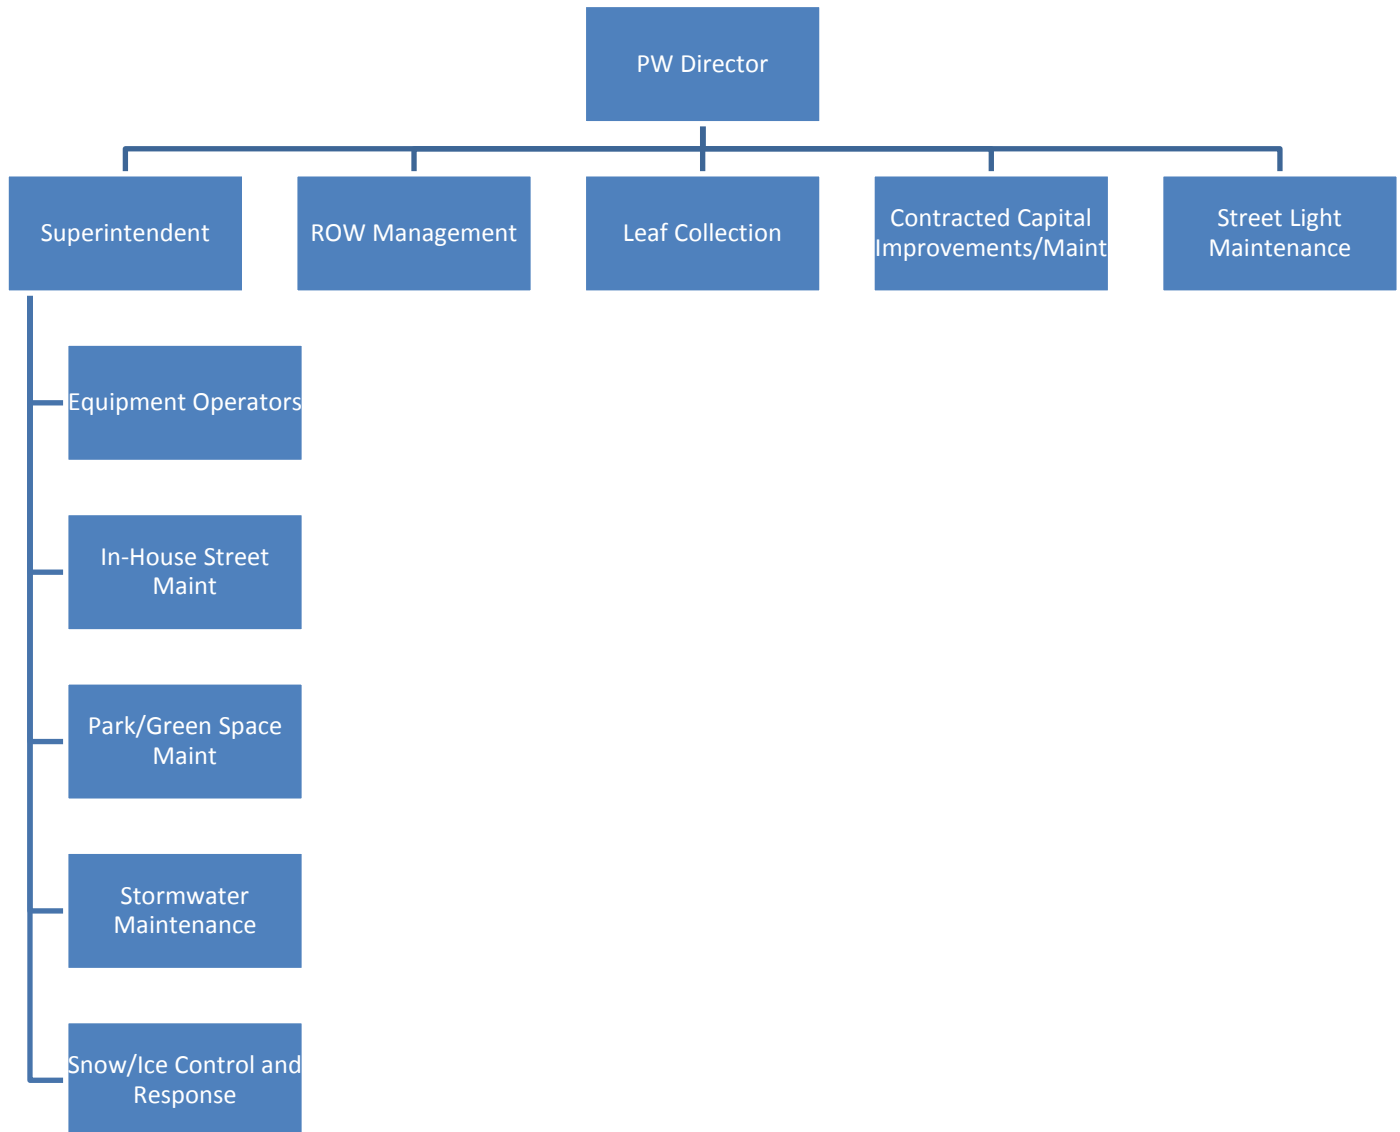 PW Director
Superintendent
ROW Management
Leaf Collection
Contracted Capital
Improvements/Maint
Street Light
Maintenance
Equipment Operators
In-House Street
Maint
Park/Green Space
Maint
Stormwater
Maintenance
Snow/Ice Control and
Response